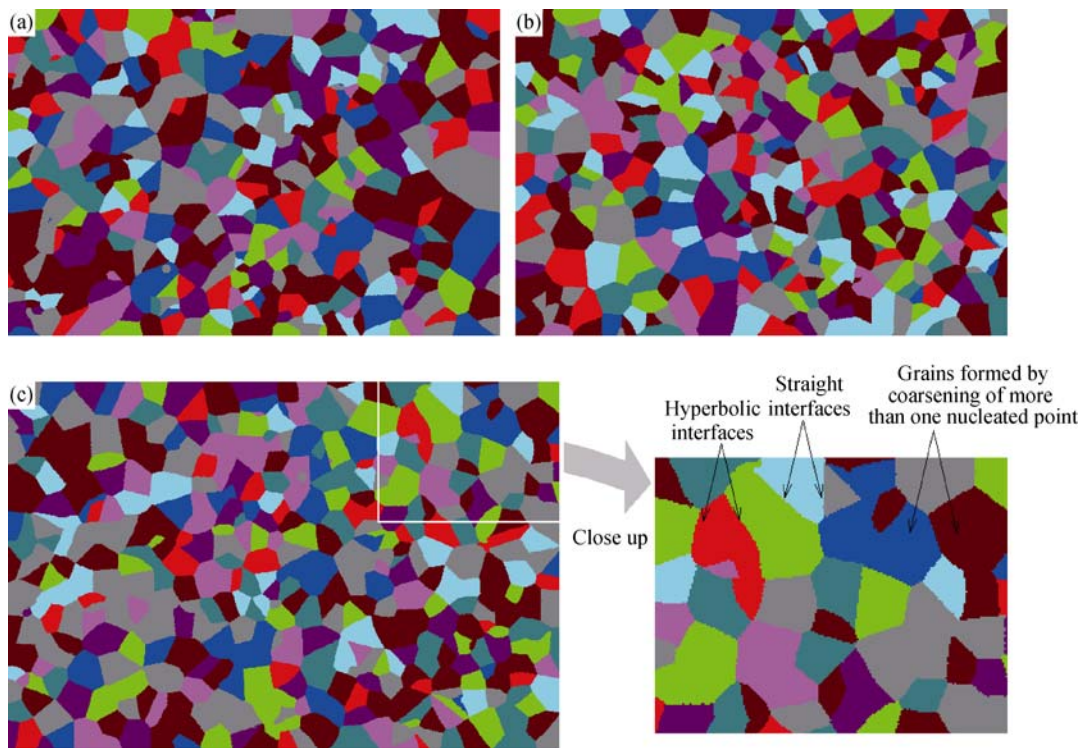 (a)
(b)
(c)
Hyperbolic
interfaces
Straight
interfaces
Grains formed by
coarsening of more
than one nucleated point
Close up